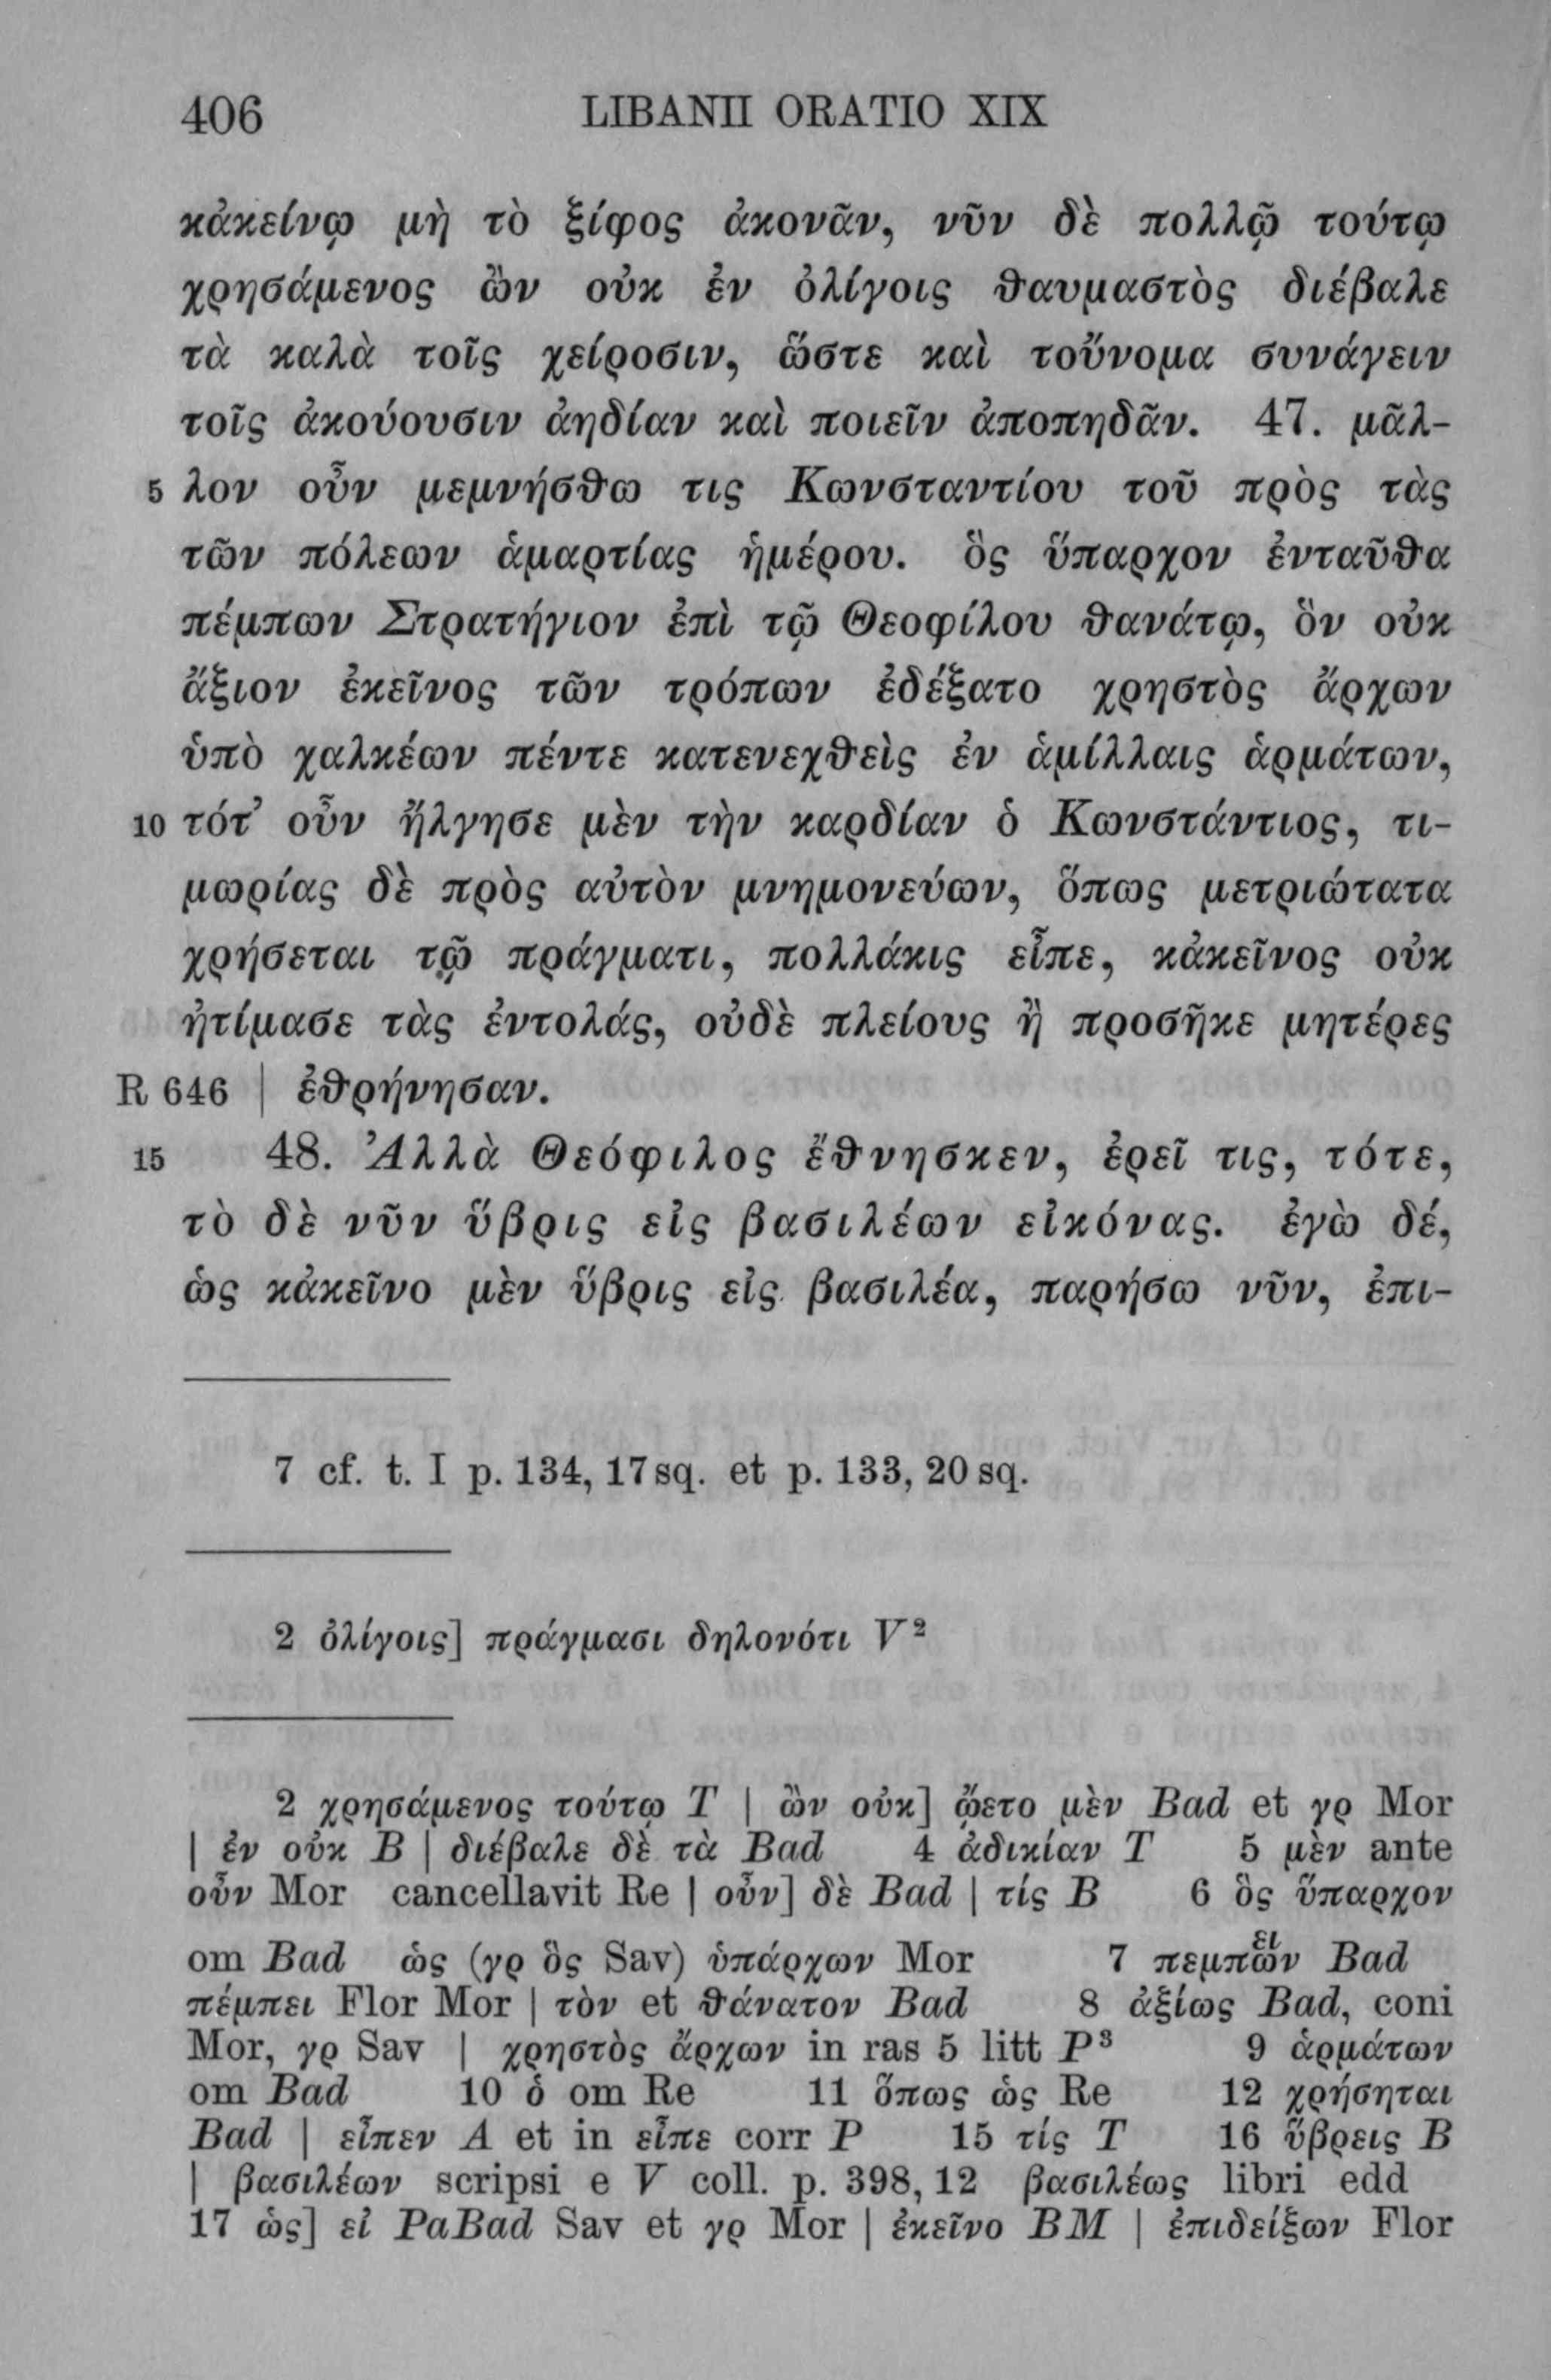 406 LIBANII ORATIO XIX
κἀκείνῳ μὴ τὸ ξίφος ἀκονᾶν, νῦν δὲ πολλῷ τούτῳ
χρησάμενος ὢν οὐκ ἐν ὀλίγοις θαυμαστὸς διέβαλε
τὰ καλὰ τοῖς χείροσιν, ὥστε καὶ τοὔνομα συνάγειν
τοῖς ἀκούουσιν ἀηδίαν καὶ ποιεῖν ἀποπηδᾶν. 47. μᾶλ-
5 λον οὖν μεμνήσθω τις Κωνσταντίου τοῦ πρὸς τὰς
τῶν πόλεων ἁμαρτίας ἡμέρου. ὃς ὕπαρχον ἐνταῦθα
πέμπων Στρατήγιον ἐπὶ τῷ Θεοφίλου θανάτῳ, ὃν οὐκ
ἄξιον ἐκεῖνος τῶν τρόπων ἐδέξατο χρηστὸς ἄρχων
ὑπὸ χαλκέων πέντε κατενεχθεὶς ἐν ἁμίλλαις ἁρμάτων,
10 τότ’ οὖν ἤλγησε μὲν τὴν καρδίαν ὁ Κωνστάντιος, τι-
μωρίας δὲ πρὸς αὐτὸν μνημονεύων, ὅπως μετριώτατα
χρήσεται τῷ πράγματι, πολλάκις εἶπε, κἀκεῖνος οὐκ
ἠτίμασε τὰς ἐντολάς, οὐδὲ πλείους ἢ προσῆκε μητέρες
R 646 | ἐθρήνησαν.
15 48. Ἀλλὰ Θεόφιλος ἔθνησκεν, ἐρεῖ τις, τότε,
τὸ δὲ νῦν ὕβρις εἰς βασιλέων εἰκόνας. ἐγὼ δέ,
ὡς κἀκεῖνο μὲν ὕβρις εἰς βασιλέα, παρήσω νῦν, ἐπι-
7 cf. t. I p. 134, 17 sq. et p. 133, 20 sq.
2 ὀλίγοις] πράγμασι δηλονότι V²
2 χρησάμενος τούτῳ T | ὢν οὐκ] ᾤετο μὲν Bad et γρ Mor
| ἐν οὐκ B | διέβαλε δὲ τὰ Bad 4 ἀδικίαν T 5 μὲν ante
οὖν Mor cancellavit Re | οὖν] δὲ Bad | τίς B 6 ὃς ὕπαρχον
om Bad ὡς (γρ ὃς Sav) ὑπάρχων Mor 7 πεμπῶν ει Bad
πέμπει Flor Mor | τὸν et θάνατον Bad 8 ἀξίως Bad, coni
Mor, γρ Sav | χρηστὸς ἄρχων in ras 5 litt P³ 9 ἁρμάτων
om Bad 10 ὁ om Re 11 ὅπως ὡς Re 12 χρήσηται
Bad | εἶπεν A et in εἶπε corr P 15 τίς T 16 ὕβρεις B
| βασιλέων scripsi e V coll. p. 398, 12 βασιλέως libri edd
17 ὡς] εἰ PaBad Sav et γρ Mor | ἐκεῖνο BM | ἐπιδείξων Flor